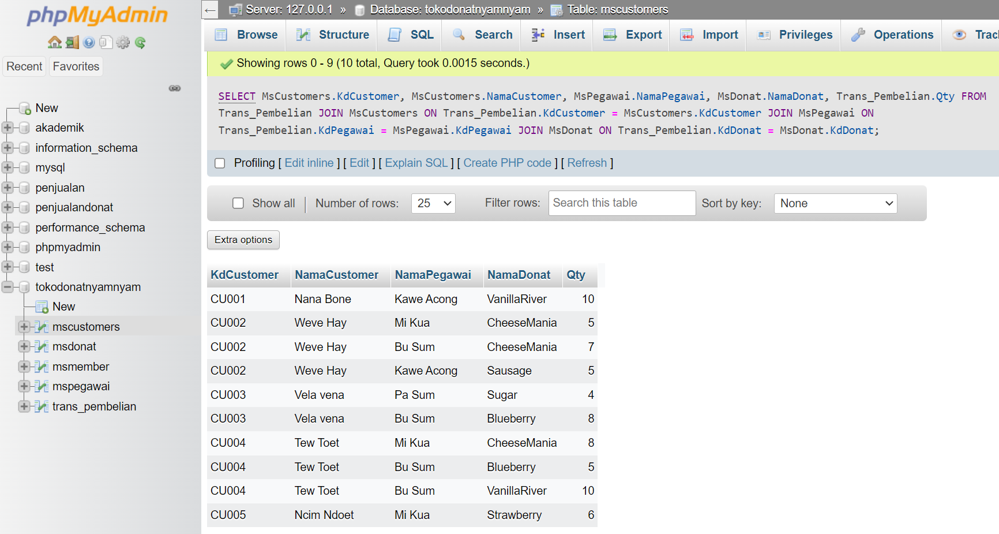 phpMyAdmin
Recent Favorites
New
akademik
information_schema
mysql
penjualan
penjualandonat
performance_schema
phpmyadmin
test
tokodonatnyamnyam
New
mscustomers
msdonat
msmember
mspegawai
trans_pembelian
Server: 127.0.0.1 » Database: tokodonatnyamnyam » Table: mscustomers
Browse Structure SQL Search Insert Export Import Privileges Operations Trac
Showing rows 0 - 9 (10 total, Query took 0.0015 seconds.)
SELECT MsCustomers.KdCustomer, MsCustomers.NamaCustomer, MsPegawai.NamaPegawai, MsDonat.NamaDonat, Trans_Pembelian.Qty FROM
Trans_Pembelian JOIN MsCustomers ON Trans_Pembelian.KdCustomer = MsCustomers.KdCustomer JOIN MsPegawai ON
Trans_Pembelian.KdPegawai = MsPegawai.KdPegawai JOIN MsDonat ON Trans_Pembelian.KdDonat = MsDonat.KdDonat;
Profiling [ Edit inline ] [ Edit ] [ Explain SQL ] [ Create PHP code ] [ Refresh ]
Show all | Number of rows: 25 Filter rows: Search this table Sort by key: None
Extra options
KdCustomer NamaCustomer NamaPegawai NamaDonat Qty
CU001 Nana Bone Kawe Acong VanillaRiver 10
CU002 Weve Hay Mi Kua CheeseMania 5
CU002 Weve Hay Bu Sum CheeseMania 7
CU002 Weve Hay Kawe Acong Sausage 5
CU003 Vela vena Pa Sum Sugar 4
CU003 Vela vena Bu Sum Blueberry 8
CU004 Tew Toet Mi Kua CheeseMania 8
CU004 Tew Toet Bu Sum Blueberry 5
CU004 Tew Toet Bu Sum VanillaRiver 10
CU005 Ncim Ndoet Mi Kua Strawberry 6